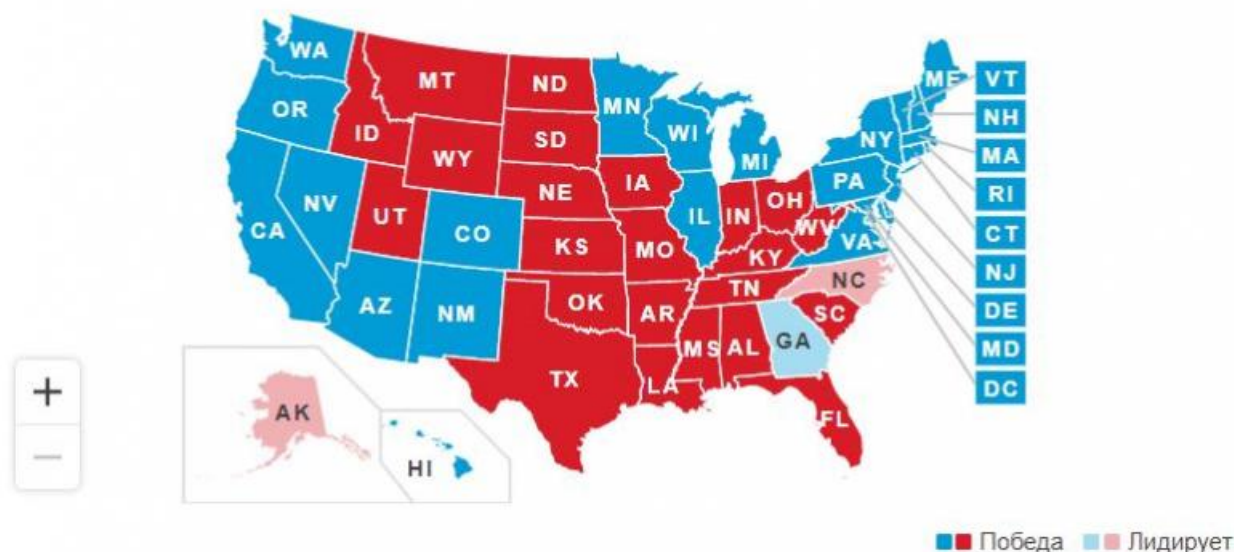 WA
MT
ND
MN
ME
VT
OR
ID
SD
WI
NH
WY
MI
NY
MA
NE
IA
PA
RI
NV
UT
CO
IL
IN
OH
CT
CA
KS
MO
WV
VA
KY
NJ
AZ
NM
OK
AR
TN
NC
DE
SC
MD
TX
MS
AL
GA
LA
DC
AK
FL
HI
+
−
Победа
Лидирует